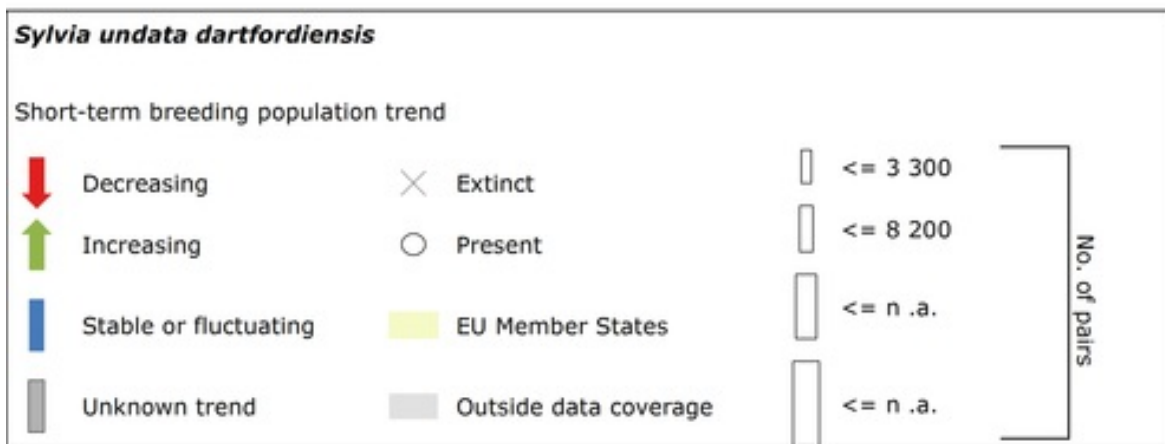 Sylvia undata dartfordiensis
Short-term breeding population trend
Decreasing
Increasing
Stable or fluctuating
Unknown trend
Extinct
Present
EU Member States
Outside data coverage
<= 3 300
<= 8 200
<= n .a.
<= n .a.
No. of pairs